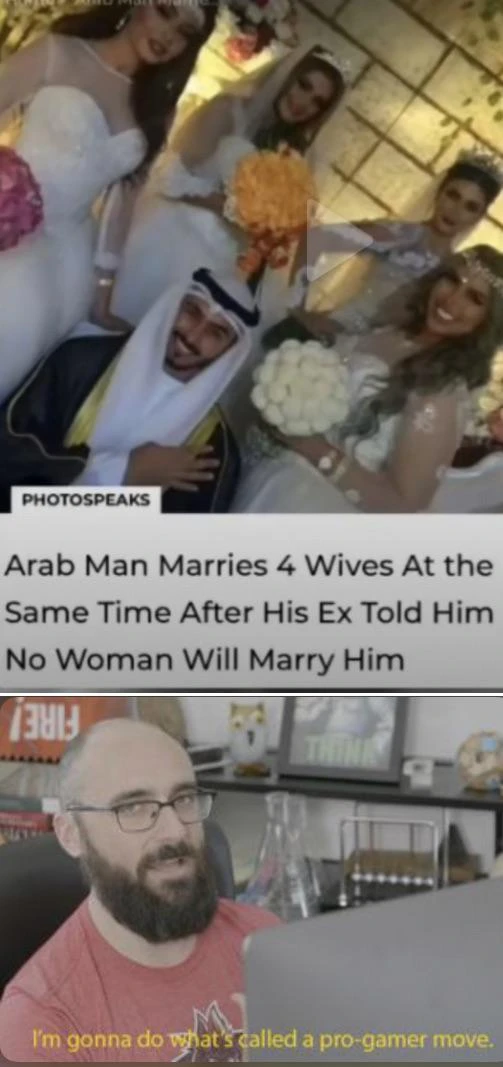 PHOTOSPEAKS
Arab Man Marries 4 Wives At the
Same Time After His Ex Told Him
No Woman Will Marry Him
FIRE!
THINK
I'm gonna do what's called a pro-gamer move.